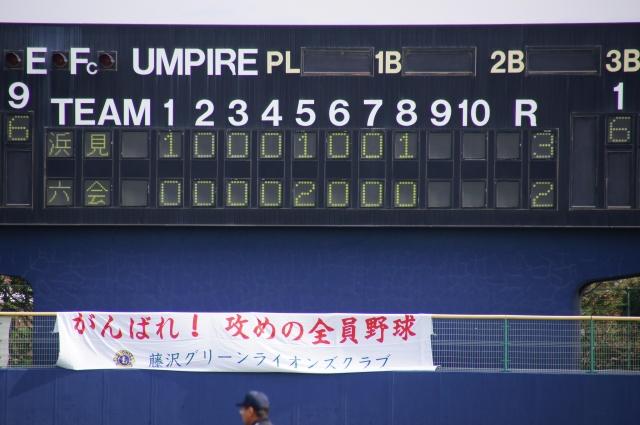 E Fc UMPIRE PL 1B 2B 3B
9 TEAM 1 2 3 4 5 6 7 8 9 10 R 1
6 浜見 1 0 0 0 1 0 0 1 3 6
六会 0 0 0 0 2 0 0 0 2
がんばれ! 攻めの全員野球
藤沢グリーンライオンズクラブ